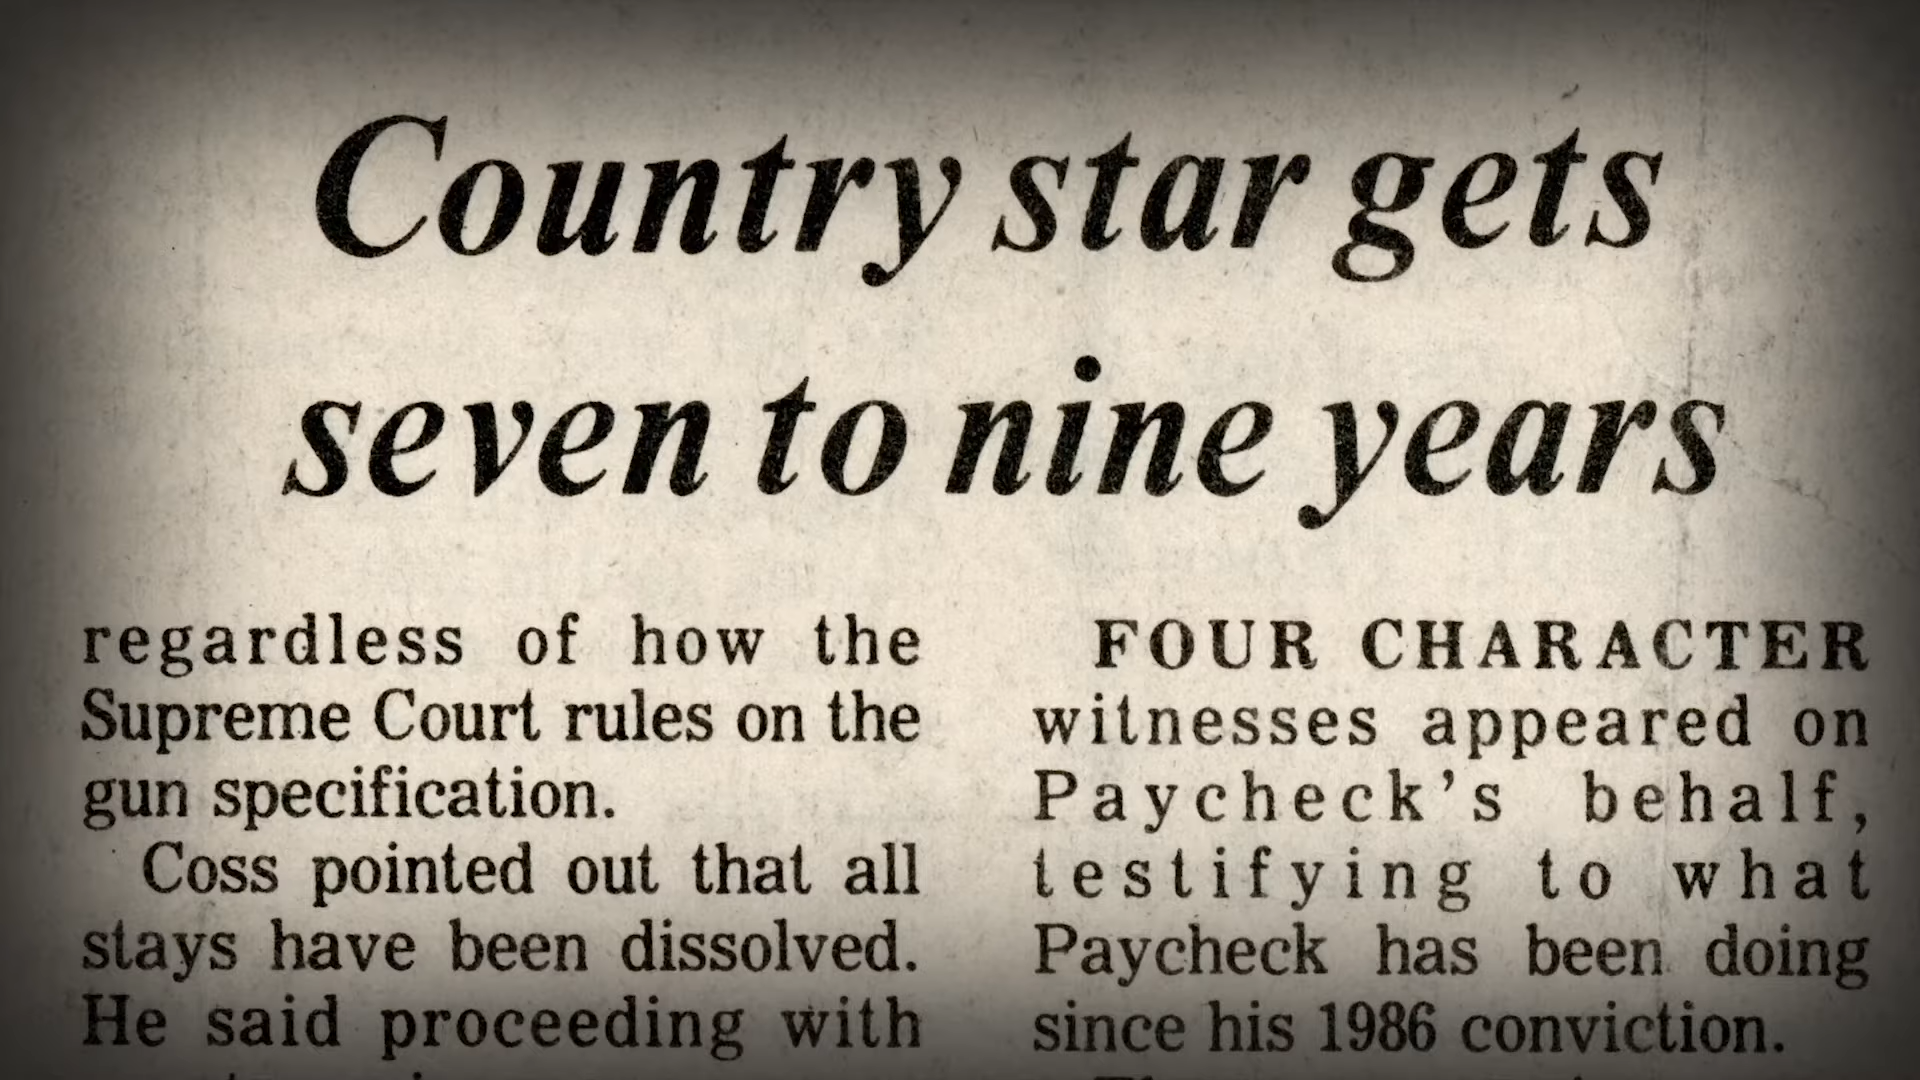 Country star gets
seven to nine years
regardless of how the
Supreme Court rules on the
gun specification.
Coss pointed out that all
stays have been dissolved.
He said proceeding with
FOUR CHARACTER
witnesses appeared on
Paycheck's behalf,
testifying to what
Paycheck has been doing
since his 1986 conviction.